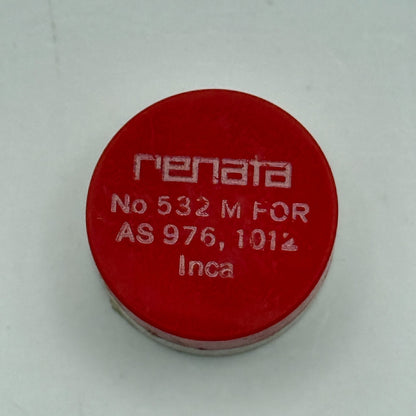 renata
No 532 M FOR
AS 976, 1012
Inca